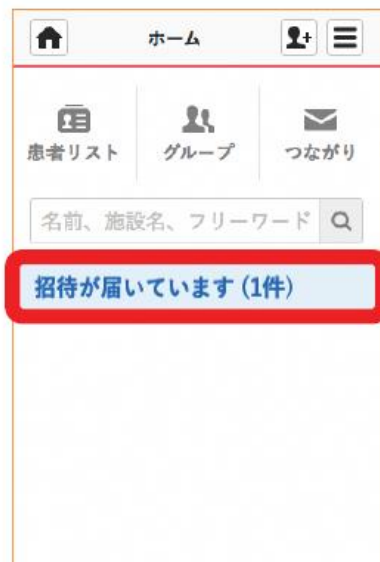 ホーム
患者リスト グループ つながり
名前、施設名、フリーワード
招待が届いています (1件)